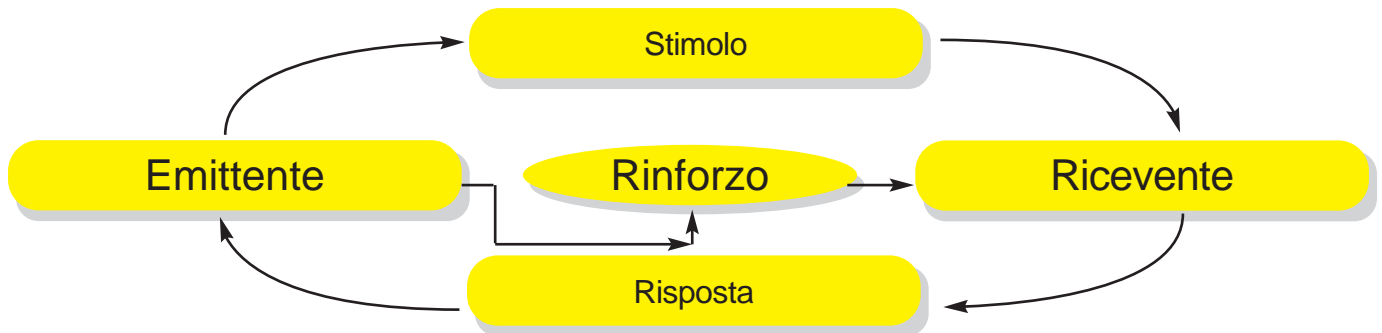 Stimolo
Emittente
Rinforzo
Ricevente
Risposta